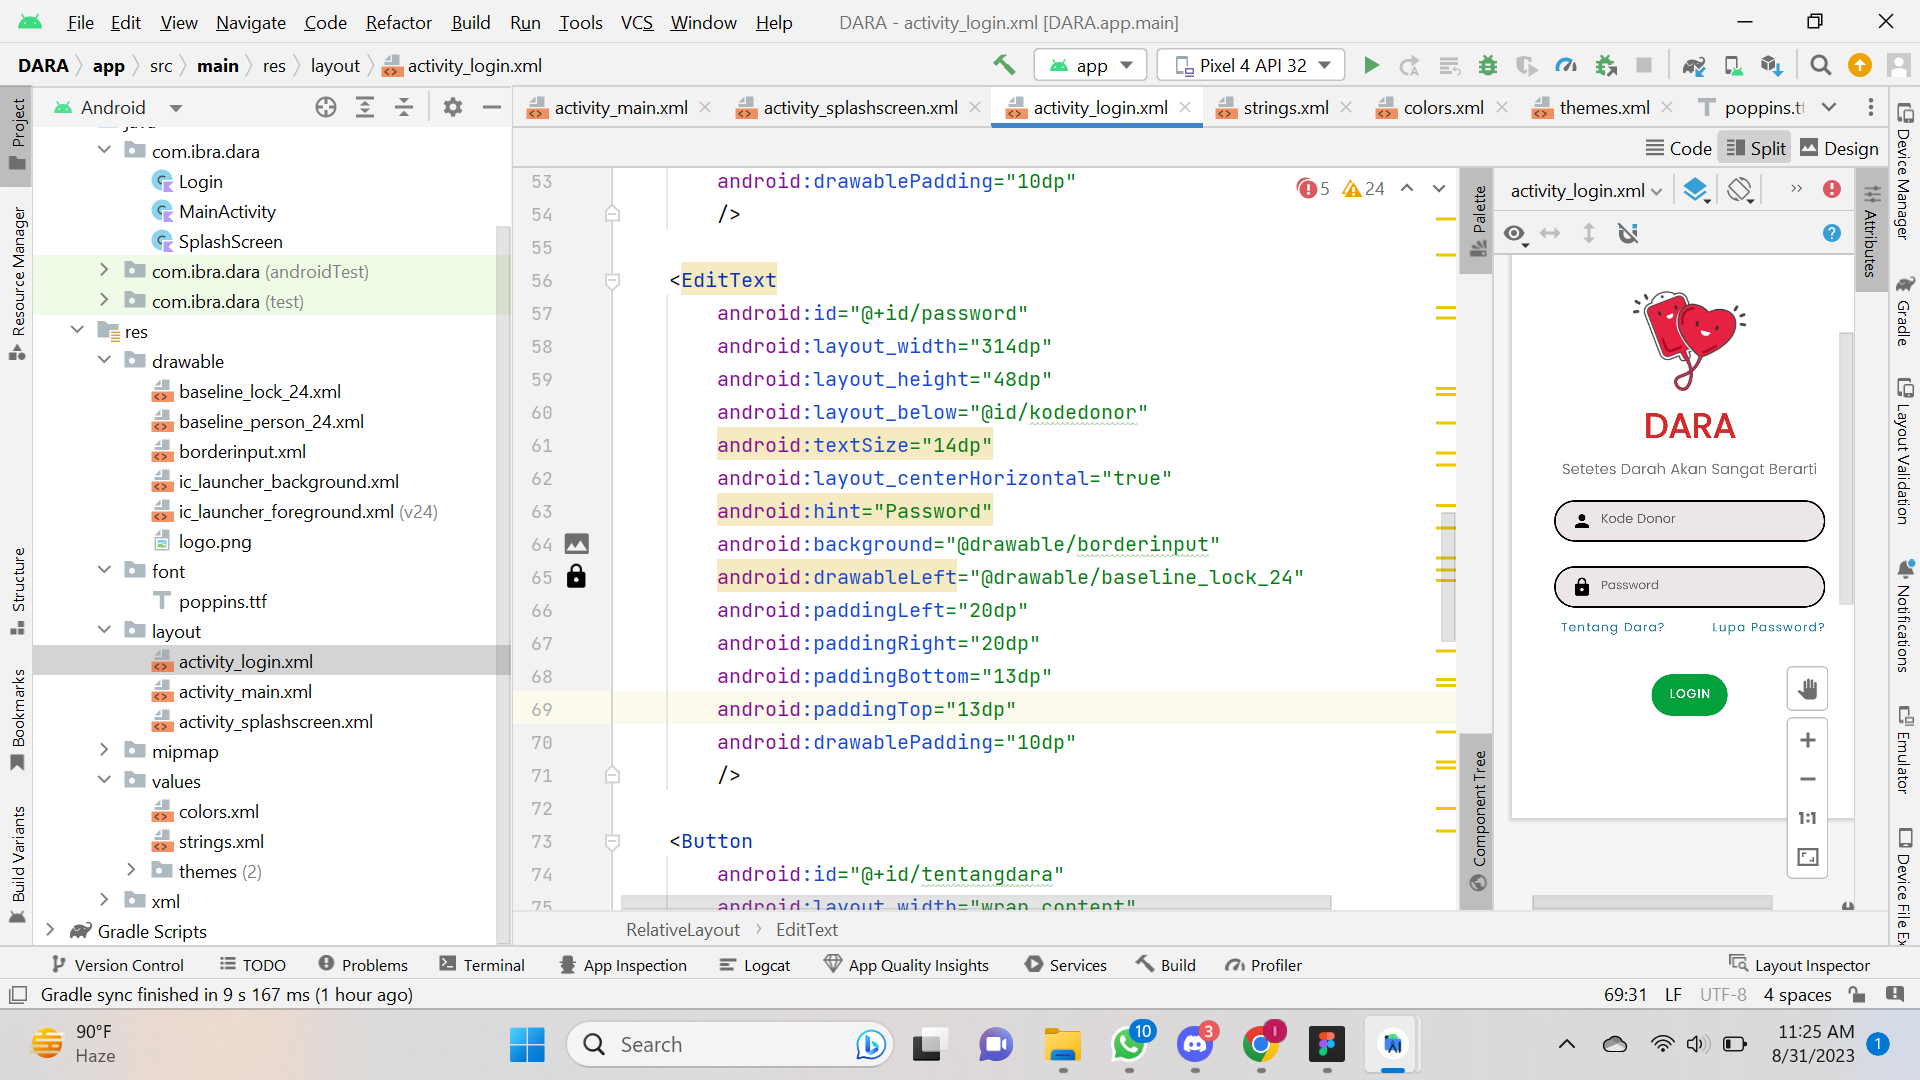 File Edit View Navigate Code Refactor Build Run Tools VCS Window Help DARA - activity_login.xml [DARA.app.main]
DARA app src main res layout activity_login.xml app Pixel 4 API 32
Project
Android
activity_main.xml activity_splashscreen.xml activity_login.xml strings.xml colors.xml themes.xml poppins.tt
Code Split Design
com.ibra.dara
Login
MainActivity
SplashScreen
com.ibra.dara (androidTest)
com.ibra.dara (test)
res
drawable
baseline_lock_24.xml
baseline_person_24.xml
borderinput.xml
ic_launcher_background.xml
ic_launcher_foreground.xml (v24)
logo.png
font
poppins.ttf
layout
activity_login.xml
activity_main.xml
activity_splashscreen.xml
mipmap
values
colors.xml
strings.xml
themes (2)
xml
Gradle Scripts
Resource Manager
Structure
Bookmarks
Build Variants
5 24
53 android:drawablePadding="10dp"
54 />
55
56 <EditText
57 android:id="@+id/password"
58 android:layout_width="314dp"
59 android:layout_height="48dp"
60 android:layout_below="@id/kodedonor"
61 android:textSize="14dp"
62 android:layout_centerHorizontal="true"
63 android:hint="Password"
64 android:background="@drawable/borderinput"
65 android:drawableLeft="@drawable/baseline_lock_24"
66 android:paddingLeft="20dp"
67 android:paddingRight="20dp"
68 android:paddingBottom="13dp"
69 android:paddingTop="13dp"
70 android:drawablePadding="10dp"
71 />
72
73 <Button
74 android:id="@+id/tentangdara"
75 android:layout_width="wrap_content"
RelativeLayout EditText
Palette
Component Tree
activity_login.xml
DARA
Setetes Darah Akan Sangat Berarti
Kode Donor
Password
Tentang Dara? Lupa Password?
LOGIN
1:1
Attributes
Device Manager
Gradle
Layout Validation
Notifications
Emulator
Device File Ex
Version Control TODO Problems Terminal App Inspection Logcat App Quality Insights Services Build Profiler Layout Inspector
Gradle sync finished in 9 s 167 ms (1 hour ago) 69:31 LF UTF-8 4 spaces
90°F
Haze
Search
10
3
11:25 AM
8/31/2023
1